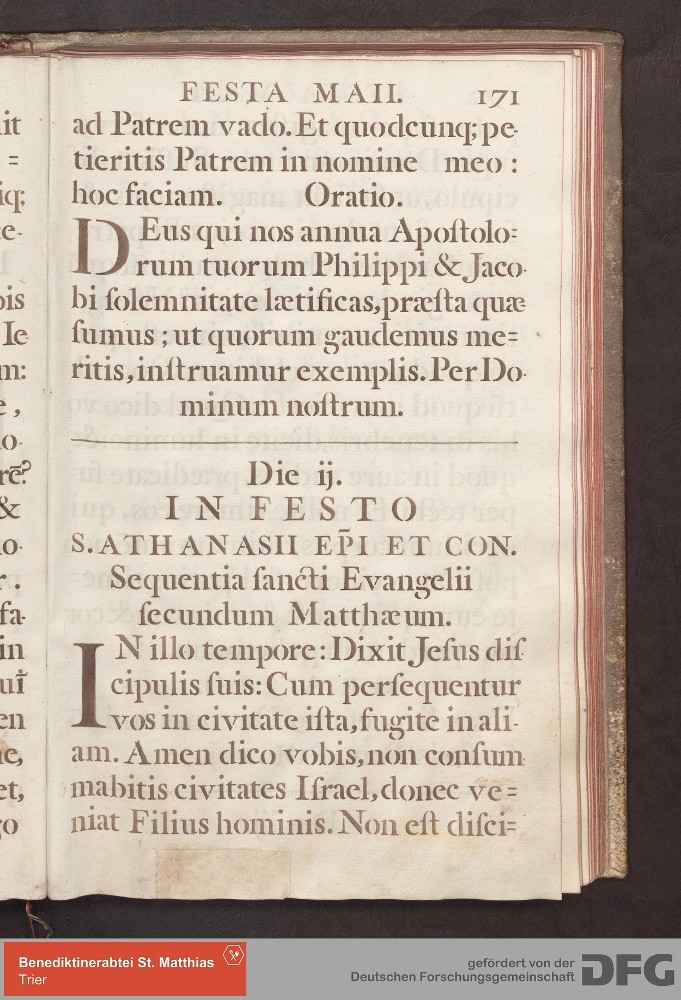 FESTA MAII. 171
ad Patrem vado. Et quodcunq; pe-
tieritis Patrem in nomine meo :
hoc faciam. Oratio.
DEus qui nos annua Apoſtolo=
rum tuorum Philippi & Jaco-
bi ſolemnitate lætificas, præſta quæ
ſumus ; ut quorum gaudemus me=
ritis, inſtruamur exemplis. Per Do-
minum noſtrum.
Die ij.
IN FESTO
S. ATHANASII EP̄I ET CON.
Sequentia ſancti Evangelii
ſecundum Matthæum.
IN illo tempore: Dixit Jeſus diſ
cipulis ſuis: Cum perſequentur
vos in civitate iſta, fugite in ali-
am. Amen dico vobis, non conſum-
mabitis civitates Iſrael, donec ve=
niat Filius hominis. Non eſt diſci=
Benediktinerabtei St. Matthias
Trier
gefördert von der
Deutschen Forschungsgemeinschaft
DFG